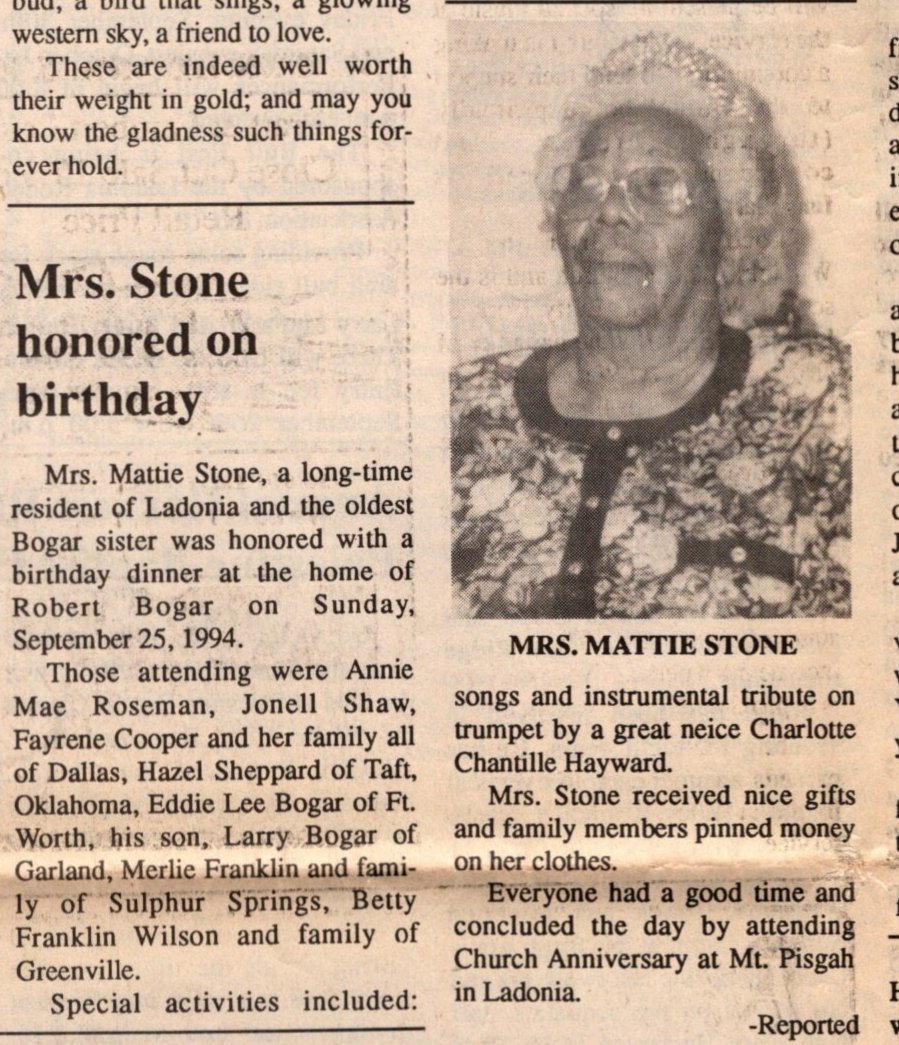 bud, a bird that sings, a glowing
western sky, a friend to love.
These are indeed well worth
their weight in gold; and may you
know the gladness such things for-
ever hold.
Mrs. Stone
honored on
birthday
Mrs. Mattie Stone, a long-time
resident of Ladonia and the oldest
Bogar sister was honored with a
birthday dinner at the home of
Robert Bogar on Sunday,
September 25, 1994.
Those attending were Annie
Mae Roseman, Jonell Shaw,
Fayrene Cooper and her family all
of Dallas, Hazel Sheppard of Taft,
Oklahoma, Eddie Lee Bogar of Ft.
Worth, his son, Larry Bogar of
Garland, Merlie Franklin and fami-
ly of Sulphur Springs, Betty
Franklin Wilson and family of
Greenville.
Special activities included:
MRS. MATTIE STONE
songs and instrumental tribute on
trumpet by a great neice Charlotte
Chantille Hayward.
Mrs. Stone received nice gifts
and family members pinned money
on her clothes.
Everyone had a good time and
concluded the day by attending
Church Anniversary at Mt. Pisgah
in Ladonia.
-Reported